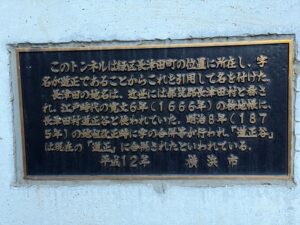 このトンネルは緑区長津田町の位置に所在し、字
名が道正であることからこれを引用して名を付けた。
長津田の地名は、近世には都筑郡長津田村と称さ
れ、江戸時代の寛文6年（1666年）の検地帳に、
長津田村道正谷と使われていた。明治8年（187
5年）の地租改正時に字の合併等が行われ、「道正谷」
は現在の「道正」に合併されたといわれている。
平成12年 横浜市